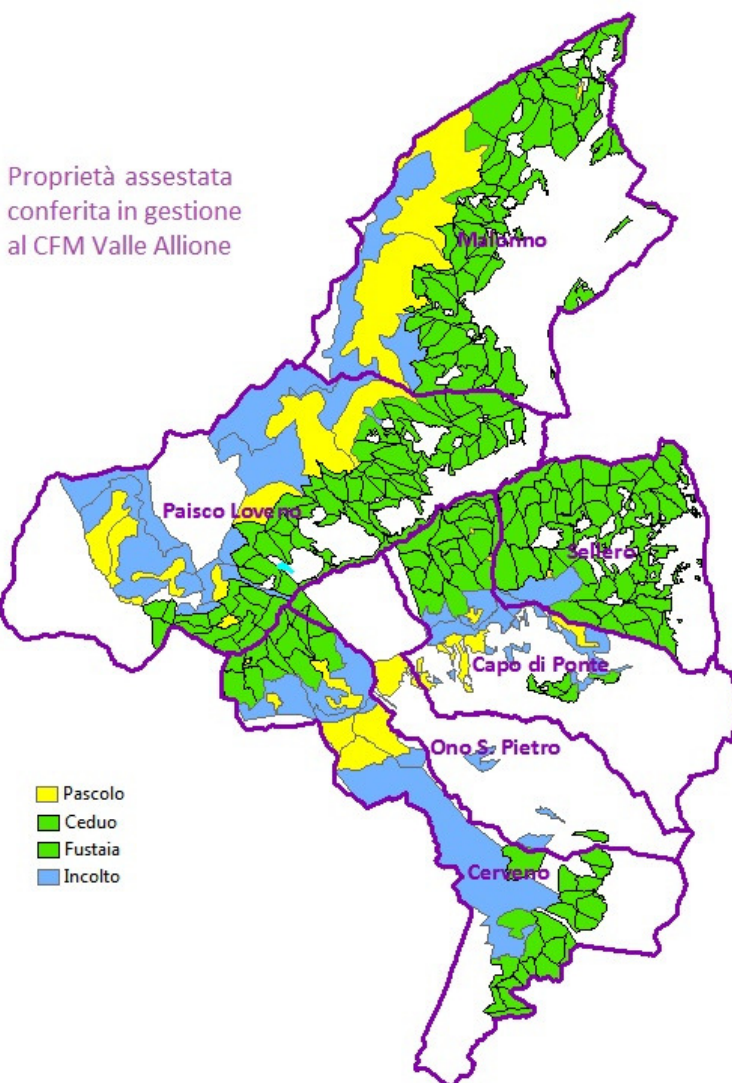 Proprietà assestata
conferita in gestione
al CFM Valle Allione
Malonno
Paisco Loveno
Sellero
Capo di Ponte
Ono S. Pietro
Cerveno
Pascolo
Ceduo
Fustaia
Incolto